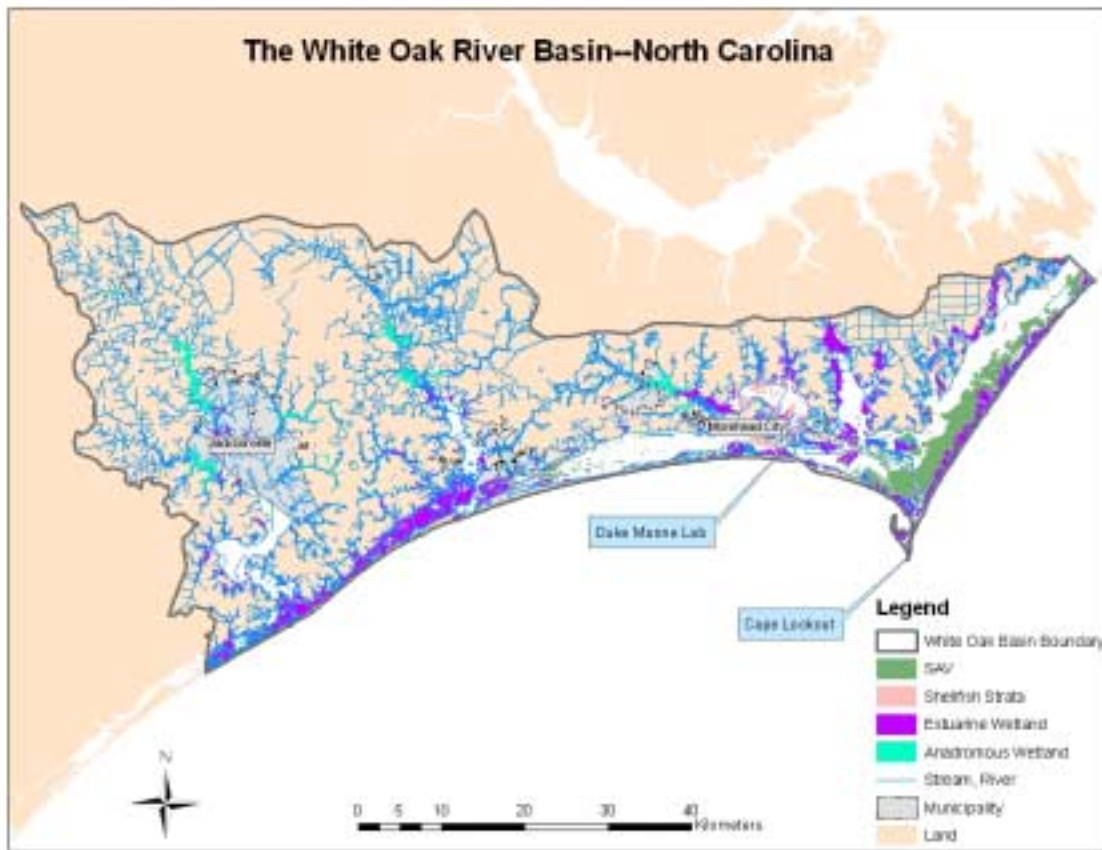 The White Oak River Basin--North Carolina
Jacksonville
Morehead City
Duke Marine Lab
Cape Lookout
Legend
White Oak Basin Boundary
SAV
Shellfish Strata
Estuarine Wetland
Anadromous Wetland
Stream, River
Municipality
Land
N
0 5 10 20 30 40
Kilometers